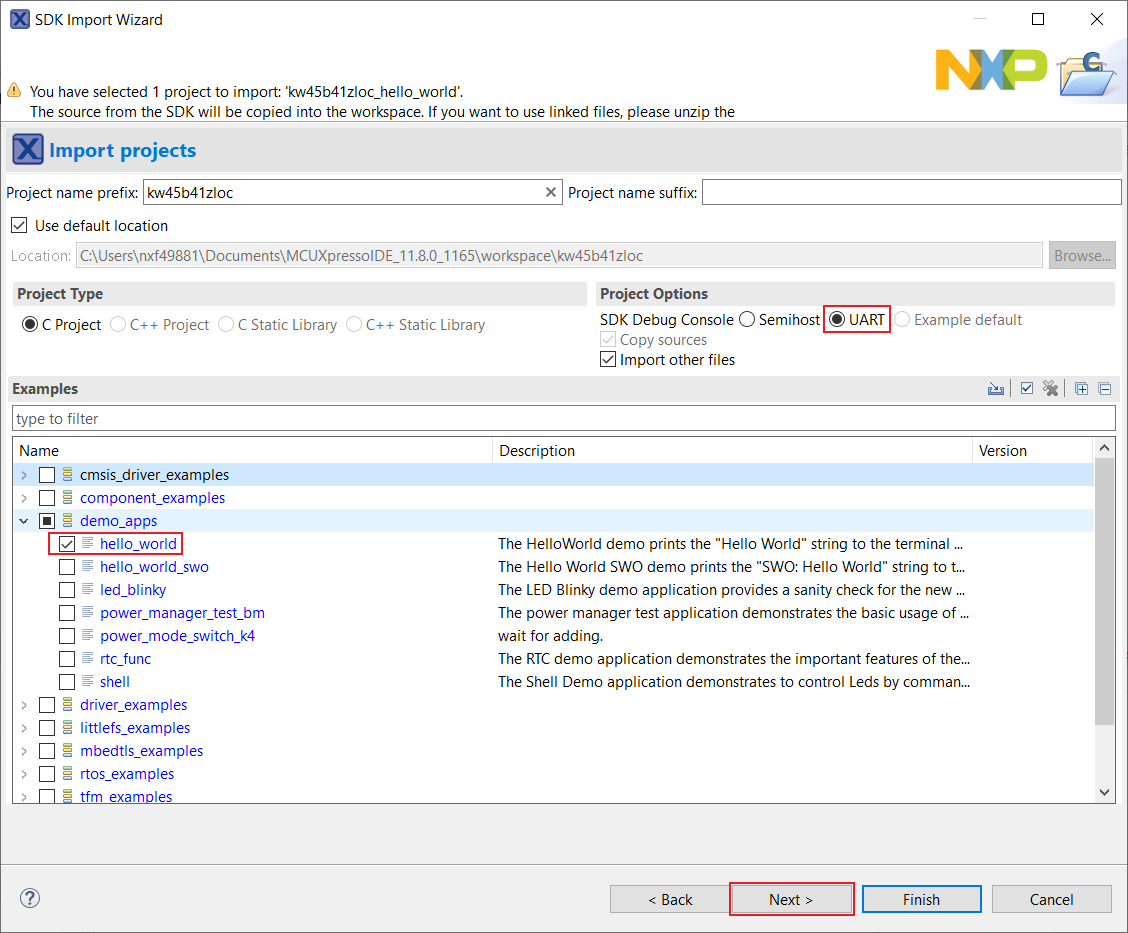 SDK Import Wizard
NXP
You have selected 1 project to import: 'kw45b41zloc_hello_world'.
The source from the SDK will be copied into the workspace. If you want to use linked files, please unzip the
Import projects
Project name prefix: kw45b41zloc Project name suffix:
Use default location
Location: C:\Users\nxf49881\Documents\MCUXpressoIDE_11.8.0_1165\workspace\kw45b41zloc Browse...
Project Type Project Options
C Project C++ Project C Static Library C++ Static Library SDK Debug Console Semihost UART Example default
Copy sources
Import other files
Examples
type to filter
Name Description Version
cmsis_driver_examples
component_examples
demo_apps
hello_world The HelloWorld demo prints the "Hello World" string to the terminal ...
hello_world_swo The Hello World SWO demo prints the "SWO: Hello World" string to t...
led_blinky The LED Blinky demo application provides a sanity check for the new ...
power_manager_test_bm The power manager test application demonstrates the basic usage of ...
power_mode_switch_k4 wait for adding.
rtc_func The RTC demo application demonstrates the important features of the...
shell The Shell Demo application demonstrates to control Leds by comman...
driver_examples
littlefs_examples
mbedtls_examples
rtos_examples
tfm_examples
< Back Next > Finish Cancel